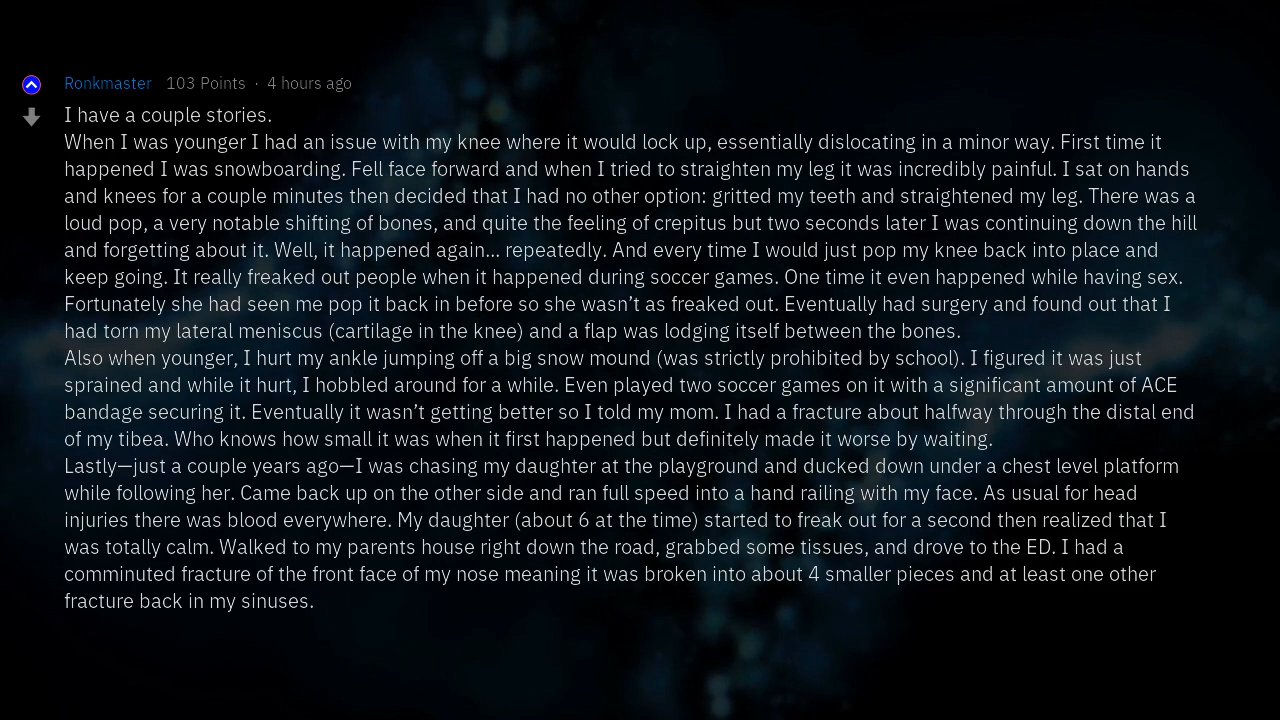 Ronkmaster 103 Points · 4 hours ago
I have a couple stories.
When I was younger I had an issue with my knee where it would lock up, essentially dislocating in a minor way. First time it
happened I was snowboarding. Fell face forward and when I tried to straighten my leg it was incredibly painful. I sat on hands
and knees for a couple minutes then decided that I had no other option: gritted my teeth and straightened my leg. There was a
loud pop, a very notable shifting of bones, and quite the feeling of crepitus but two seconds later I was continuing down the hill
and forgetting about it. Well, it happened again... repeatedly. And every time I would just pop my knee back into place and
keep going. It really freaked out people when it happened during soccer games. One time it even happened while having sex.
Fortunately she had seen me pop it back in before so she wasn’t as freaked out. Eventually had surgery and found out that I
had torn my lateral meniscus (cartilage in the knee) and a flap was lodging itself between the bones.
Also when younger, I hurt my ankle jumping off a big snow mound (was strictly prohibited by school). I figured it was just
sprained and while it hurt, I hobbled around for a while. Even played two soccer games on it with a significant amount of ACE
bandage securing it. Eventually it wasn’t getting better so I told my mom. I had a fracture about halfway through the distal end
of my tibea. Who knows how small it was when it first happened but definitely made it worse by waiting.
Lastly—just a couple years ago—I was chasing my daughter at the playground and ducked down under a chest level platform
while following her. Came back up on the other side and ran full speed into a hand railing with my face. As usual for head
injuries there was blood everywhere. My daughter (about 6 at the time) started to freak out for a second then realized that I
was totally calm. Walked to my parents house right down the road, grabbed some tissues, and drove to the ED. I had a
comminuted fracture of the front face of my nose meaning it was broken into about 4 smaller pieces and at least one other
fracture back in my sinuses.